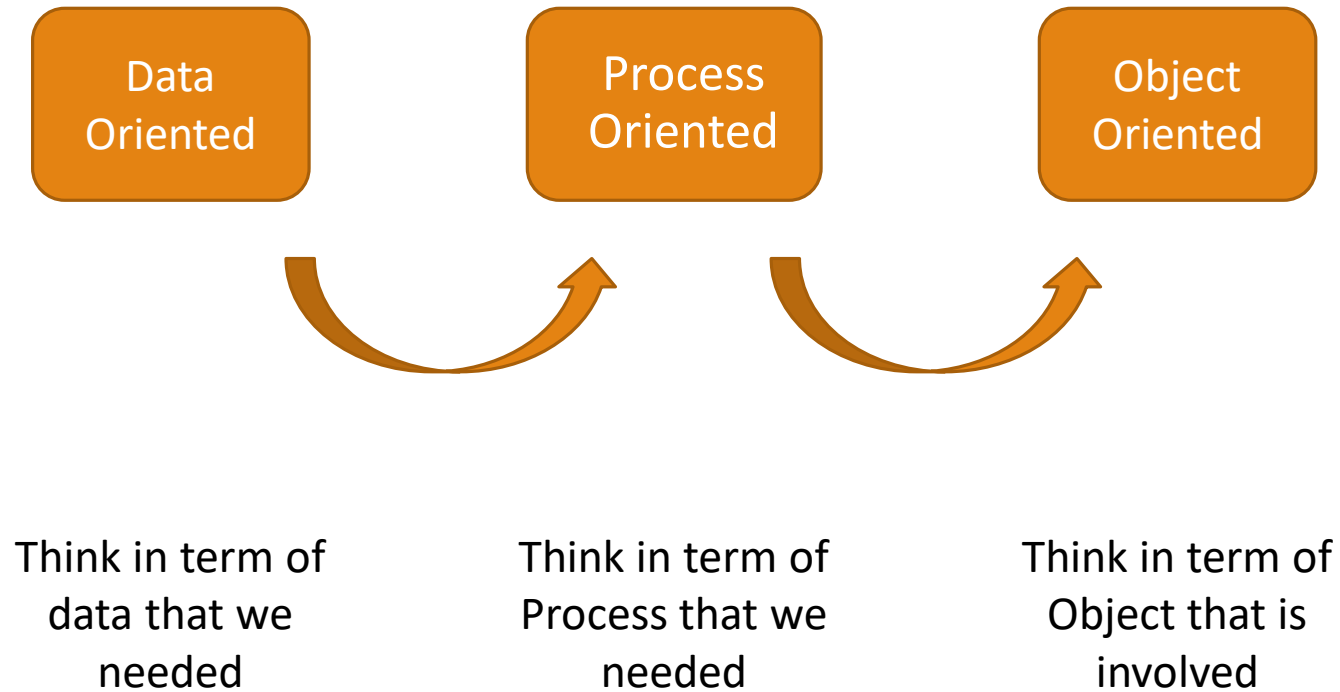 Data
Oriented
Process
Oriented
Object
Oriented
Think in term of
data that we
needed
Think in term of
Process that we
needed
Think in term of
Object that is
involved